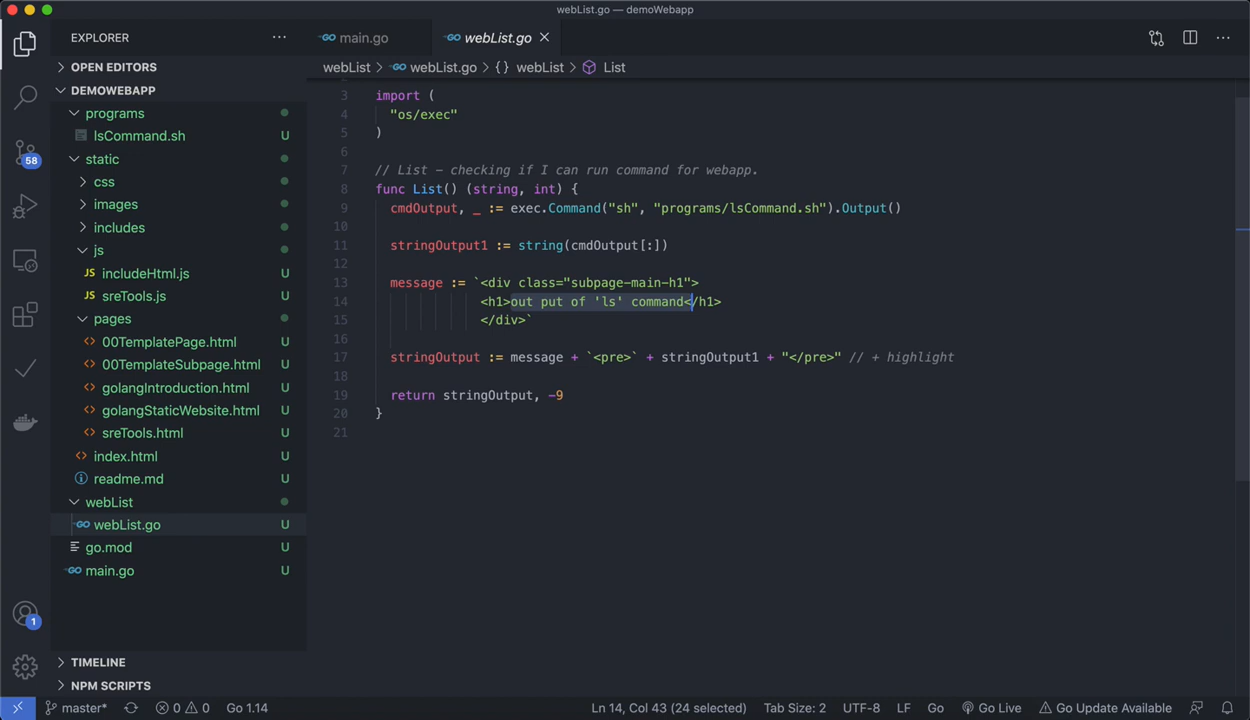 webList.go — demoWebapp
EXPLORER
main.go
webList.go
OPEN EDITORS
webList > webList.go > {} webList > List
DEMOWEBAPP
programs
lsCommand.sh U
static
css
images
includes
js
includeHtml.js U
sreTools.js U
pages
00TemplatePage.html U
00TemplateSubpage.html U
golangIntroduction.html U
golangStaticWebsite.html U
sreTools.html U
index.html U
readme.md U
webList
webList.go U
go.mod U
main.go U
TIMELINE
NPM SCRIPTS
58
1
3 import (
4 "os/exec"
5 )
6
7 // List – checking if I can run command for webapp.
8 func List() (string, int) {
9 cmdOutput, _ := exec.Command("sh", "programs/lsCommand.sh").Output()
10
11 stringOutput1 := string(cmdOutput[:])
12
13 message := `<div class="subpage-main-h1">
14 <h1>out put of 'ls' command</h1>
15 </div>`
16
17 stringOutput := message + `<pre>` + stringOutput1 + "</pre>" // + highlight
18
19 return stringOutput, -9
20 }
21
master* 0 0 Go 1.14 Ln 14, Col 43 (24 selected) Tab Size: 2 UTF-8 LF Go Go Live Go Update Available